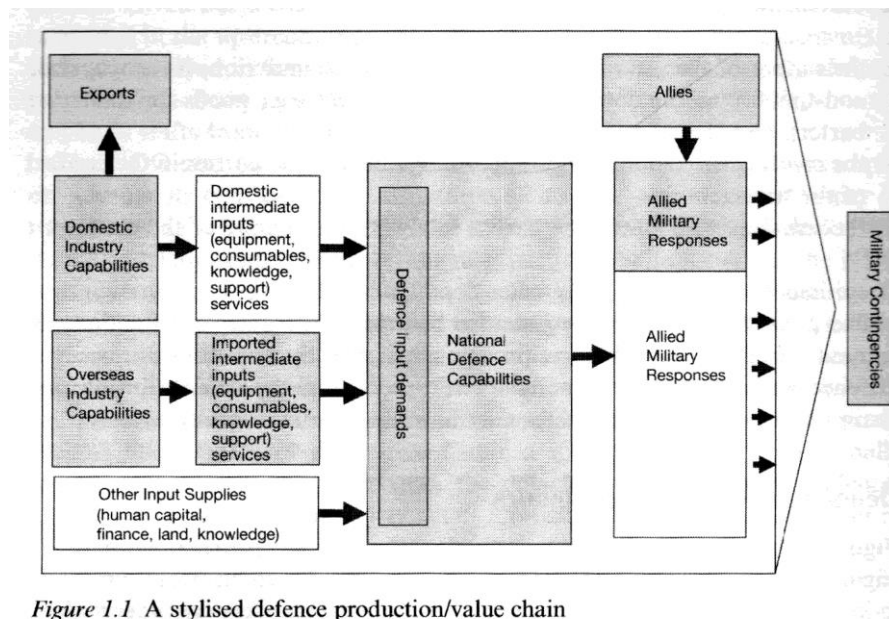 Exports
Allies
Domestic
Industry
Capabilities
Domestic
intermediate
inputs
(equipment,
consumables,
knowledge,
support)
services
Overseas
Industry
Capabilities
Imported
intermediate
inputs
(equipment,
consumables,
knowledge,
support)
services
Other Input Supplies
(human capital,
finance, land, knowledge)
Defence Input demands
National
Defence
Capabilities
Allied
Military
Responses
Allied
Military
Responses
Military Contingencies
Figure 1.1 A stylised defence production/value chain